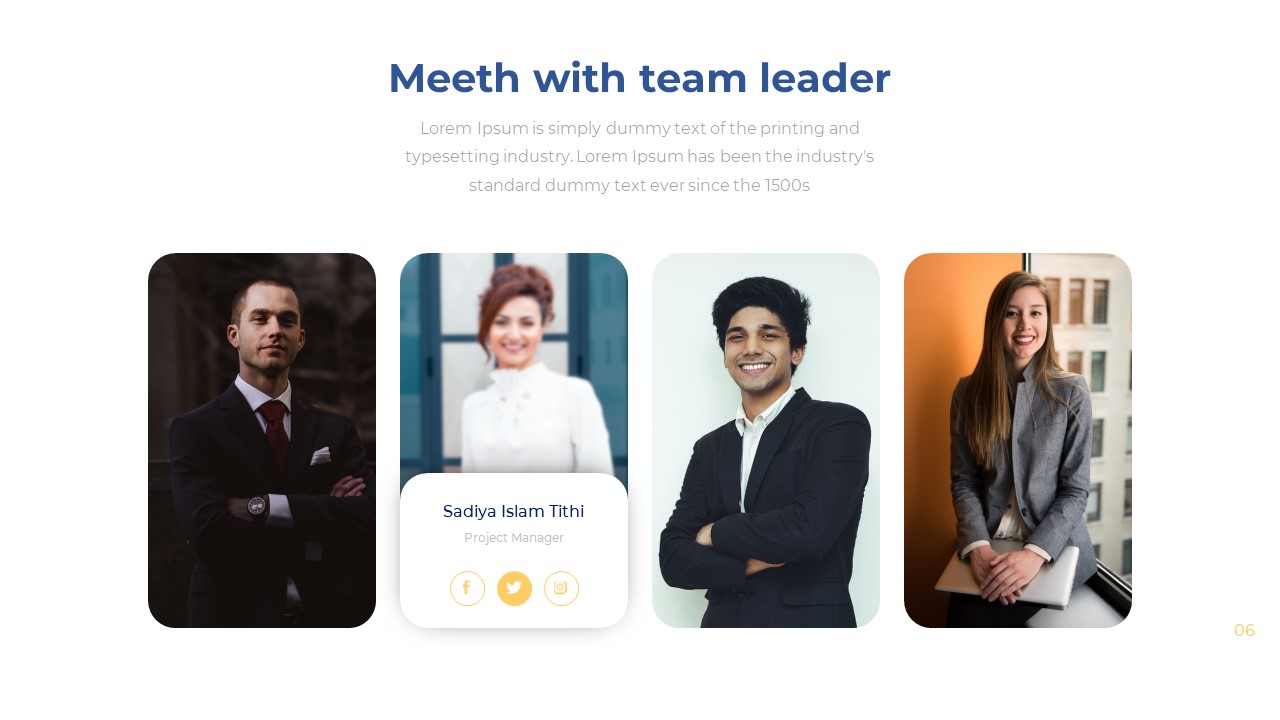 Meeth with team leader
Lorem Ipsum is simply dummy text of the printing and
typesetting industry. Lorem Ipsum has been the industry's
standard dummy text ever since the 1500s
Sadiya Islam Tithi
Project Manager
06